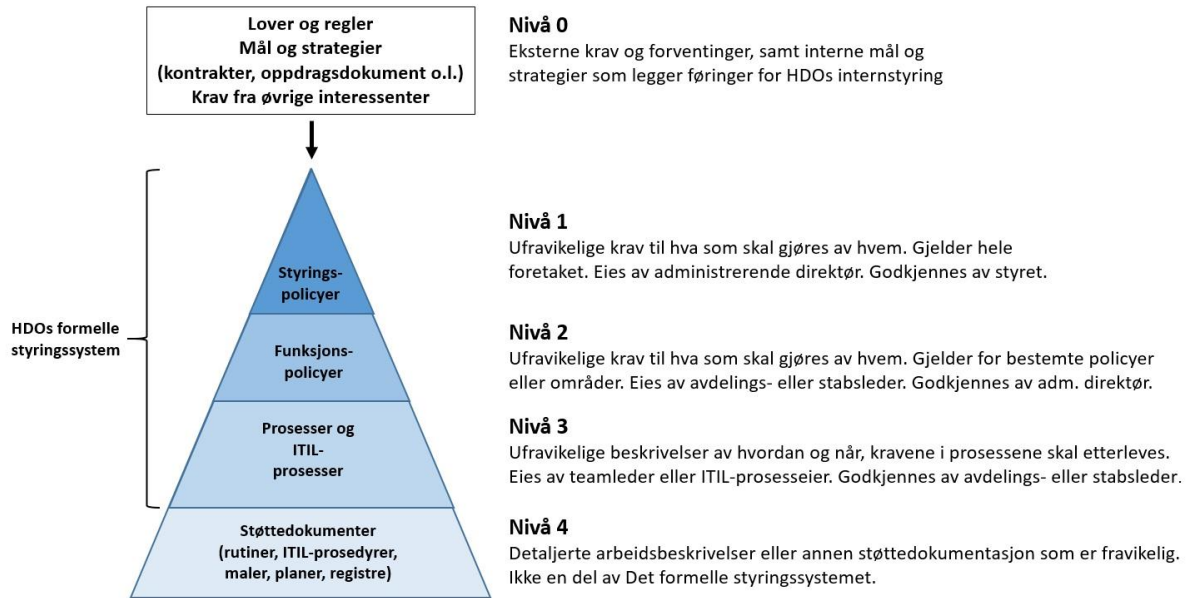 Lover og regler
Mål og strategier
(kontrakter, oppdragsdokument o.l.)
Krav fra øvrige interessenter
Nivå 0
Eksterne krav og forventinger, samt interne mål og
strategier som legger føringer for HDOs internstyring
HDOs formelle
styringssystem
Styrings-
policyer
Nivå 1
Ufravikelige krav til hva som skal gjøres av hvem. Gjelder hele
foretaket. Eies av administrerende direktør. Godkjennes av styret.
Funksjons-
policyer
Nivå 2
Ufravikelige krav til hva som skal gjøres av hvem. Gjelder for bestemte policyer
eller områder. Eies av avdelings- eller stabsleder. Godkjennes av adm. direktør.
Prosesser og
ITIL-
prosesser
Nivå 3
Ufravikelige beskrivelser av hvordan og når, kravene i prosessene skal etterleves.
Eies av teamleder eller ITIL-prosesseier. Godkjennes av avdelings- eller stabsleder.
Støttedokumenter
(rutiner, ITIL-prosedyrer,
maler, planer, registre)
Nivå 4
Detaljerte arbeidsbeskrivelser eller annen støttedokumentasjon som er fravikelig.
Ikke en del av Det formelle styringssystemet.